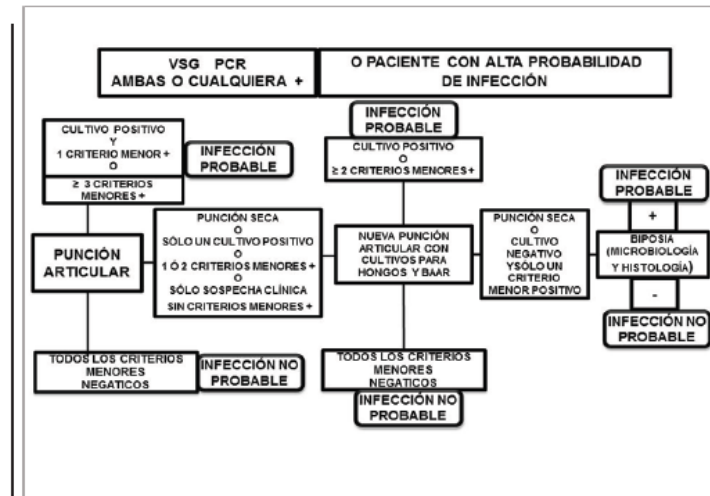 VSG PCR
AMBAS O CUALQUIERA +
O PACIENTE CON ALTA PROBABILIDAD
DE INFECCIÓN
CULTIVO POSITIVO
Y
1 CRITERIO MENOR +
O
≥ 3 CRITERIOS
MENORES +
INFECCIÓN
PROBABLE
INFECCIÓN
PROBABLE
CULTIVO POSITIVO
O
≥ 2 CRITERIOS MENORES +
INFECCIÓN
PROBABLE
+
PUNCIÓN
ARTICULAR
PUNCIÓN SECA
O
SÓLO UN CULTIVO POSITIVO
O
1 Ó 2 CRITERIOS MENORES +
O
SÓLO SOSPECHA CLÍNICA
SIN CRITERIOS MENORES +
NUEVA PUNCIÓN
ARTICULAR CON
CULTIVOS PARA
HONGOS Y BAAR
PUNCIÓN SECA
O
CULTIVO
NEGATIVO
Y SÓLO UN
CRITERIO
MENOR POSITIVO
BIPOSIA
(MICROBIOLOGÍA
Y HISTOLOGÍA)
-
INFECCIÓN NO
PROBABLE
TODOS LOS CRITERIOS
MENORES
NEGATICOS
INFECCIÓN NO
PROBABLE
TODOS LOS CRITERIOS
MENORES
NEGATICOS
INFECCIÓN NO
PROBABLE